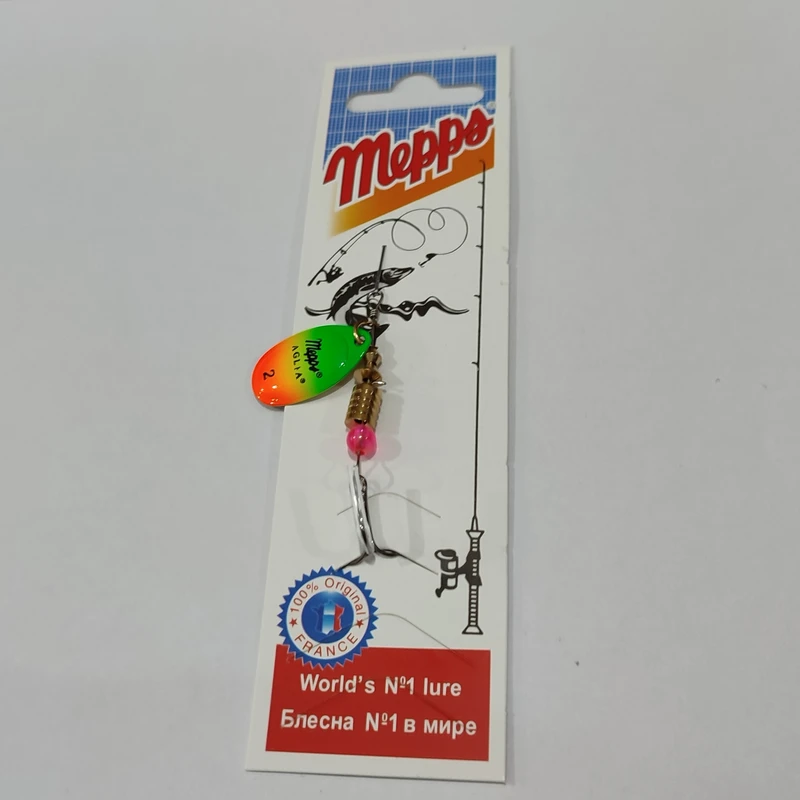 Mepps®
Mepps®
AGLIA®
2
100% Original
FRANCE
World's №1 lure
Блесна №1 в мире